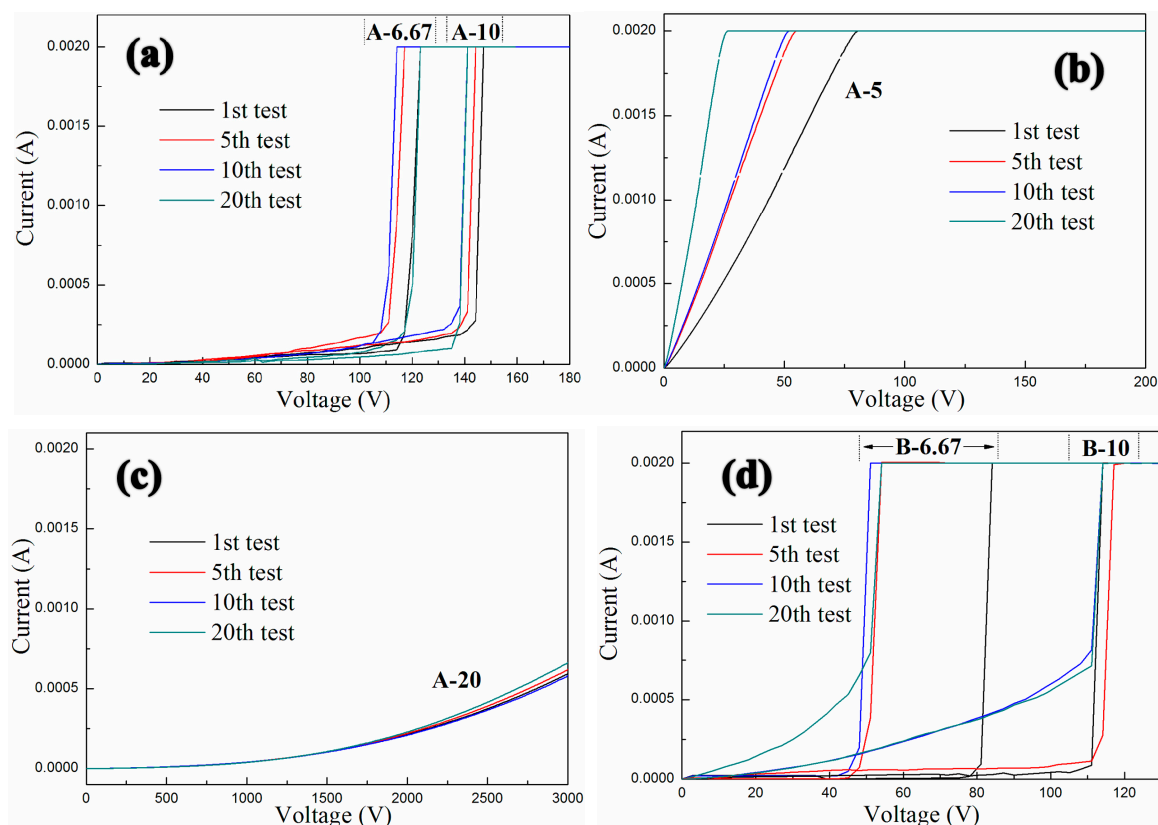 (a)
A-6.67 A-10
1st test
5th test
10th test
20th test
Current (A)
0.0020
0.0015
0.0010
0.0005
0.0000
0 20 40 60 80 100 120 140 160 180
Voltage (V)
(b)
A-5
1st test
5th test
10th test
20th test
Current (A)
0.0020
0.0015
0.0010
0.0005
0.0000
0 50 100 150 200
Voltage (V)
(c)
1st test
5th test
10th test
20th test
A-20
Current (A)
0.0020
0.0015
0.0010
0.0005
0.0000
0 500 1000 1500 2000 2500 3000
Voltage (V)
(d)
B-6.67 B-10
1st test
5th test
10th test
20th test
Current (A)
0.0020
0.0015
0.0010
0.0005
0.0000
0 20 40 60 80 100 120
Voltage (V)